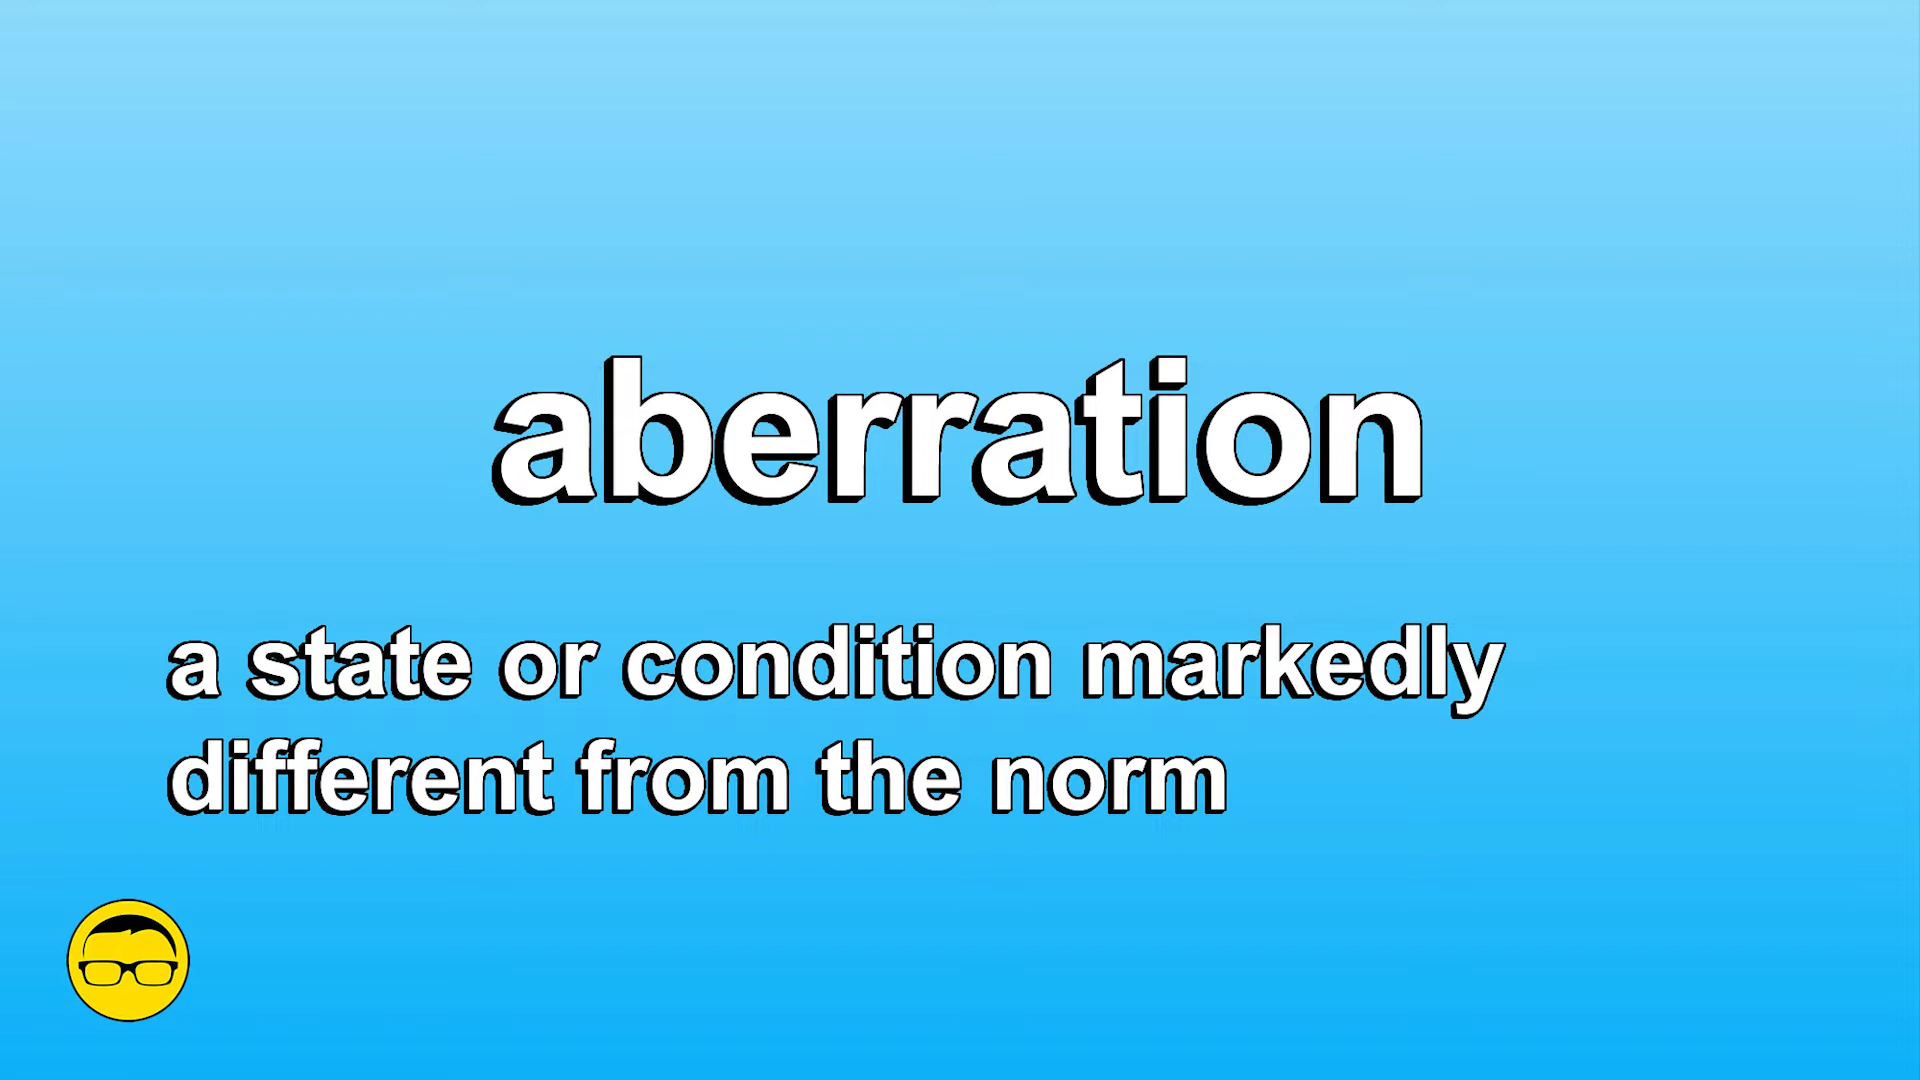 aberration
a state or condition markedly
different from the norm